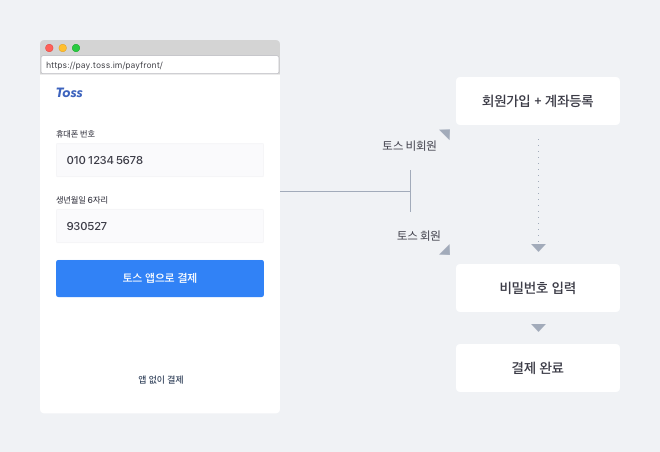 https://pay.toss.im/payfront/
Toss
휴대폰 번호
010 1234 5678
생년월일 6자리
930527
토스 앱으로 결제
앱 없이 결제
토스 비회원
토스 회원
회원가입 + 계좌등록
비밀번호 입력
결제 완료